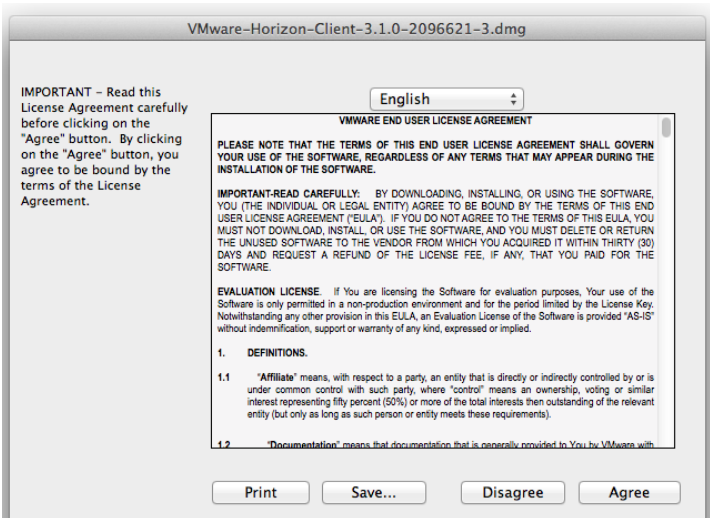 VMware-Horizon-Client-3.1.0-2096621-3.dmg
IMPORTANT – Read this
License Agreement carefully
before clicking on the
"Agree" button.  By clicking
on the "Agree" button, you
agree to be bound by the
terms of the License
Agreement.
English
VMWARE END USER LICENSE AGREEMENT
PLEASE NOTE THAT THE TERMS OF THIS END USER LICENSE AGREEMENT SHALL GOVERN
YOUR USE OF THE SOFTWARE, REGARDLESS OF ANY TERMS THAT MAY APPEAR DURING THE
INSTALLATION OF THE SOFTWARE.
IMPORTANT-READ CAREFULLY: BY DOWNLOADING, INSTALLING, OR USING THE SOFTWARE,
YOU (THE INDIVIDUAL OR LEGAL ENTITY) AGREE TO BE BOUND BY THE TERMS OF THIS END
USER LICENSE AGREEMENT ("EULA"). IF YOU DO NOT AGREE TO THE TERMS OF THIS EULA, YOU
MUST NOT DOWNLOAD, INSTALL, OR USE THE SOFTWARE, AND YOU MUST DELETE OR RETURN
THE UNUSED SOFTWARE TO THE VENDOR FROM WHICH YOU ACQUIRED IT WITHIN THIRTY (30)
DAYS AND REQUEST A REFUND OF THE LICENSE FEE, IF ANY, THAT YOU PAID FOR THE
SOFTWARE.
EVALUATION LICENSE. If You are licensing the Software for evaluation purposes, Your use of the
Software is only permitted in a non-production environment and for the period limited by the License Key.
Notwithstanding any other provision in this EULA, an Evaluation License of the Software is provided "AS-IS"
without indemnification, support or warranty of any kind, expressed or implied.
1. DEFINITIONS.
1.1 "Affiliate" means, with respect to a party, an entity that is directly or indirectly controlled by or is
under common control with such party, where "control" means an ownership, voting or similar
interest representing fifty percent (50%) or more of the total interests then outstanding of the relevant
entity (but only as long as such person or entity meets these requirements).
1.2 "Documentation" means that documentation that is generally provided to You by VMware with
Print
Save...
Disagree
Agree